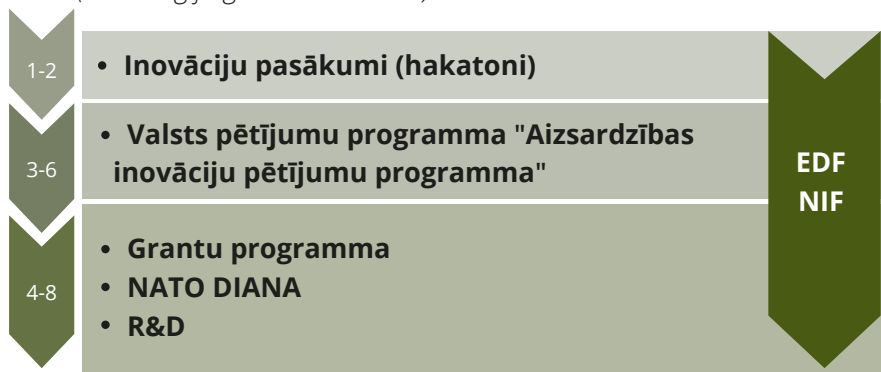 1-2
• Inovāciju pasākumi (hakatoni)
3-6
• Valsts pētījumu programma "Aizsardzības
inovāciju pētījumu programma"
4-8
• Grantu programma
• NATO DIANA
• R&D
EDF
NIF